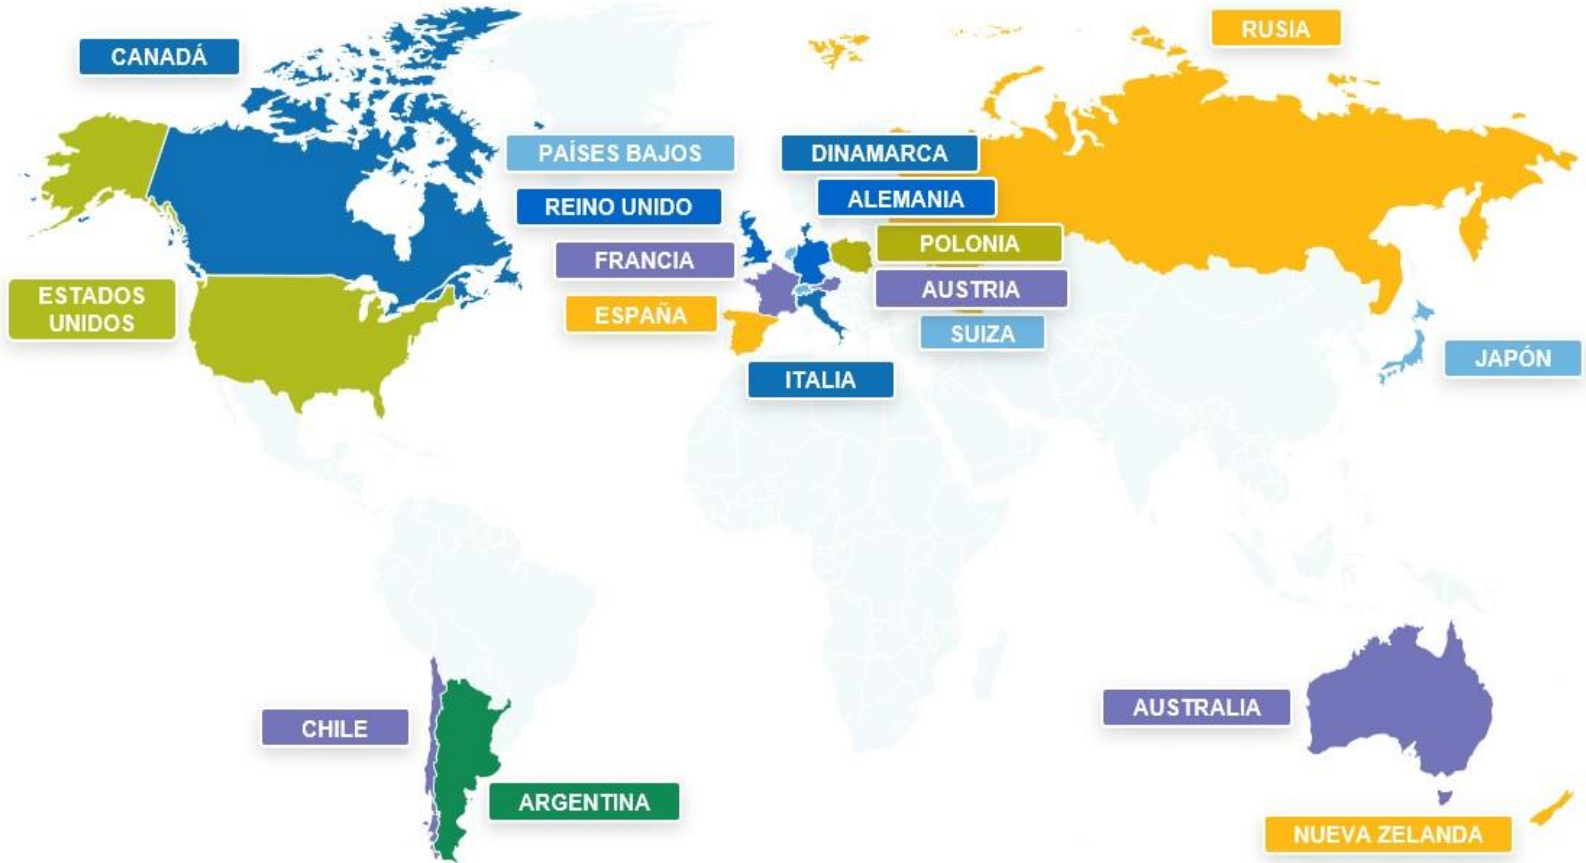 RUSIA
CANADÁ
PAÍSES BAJOS
DINAMARCA
REINO UNIDO
ALEMANIA
FRANCIA
POLONIA
ESTADOS
UNIDOS
AUSTRIA
ESPAÑA
SUIZA
ITALIA
JAPÓN
CHILE
AUSTRALIA
ARGENTINA
NUEVA ZELANDA